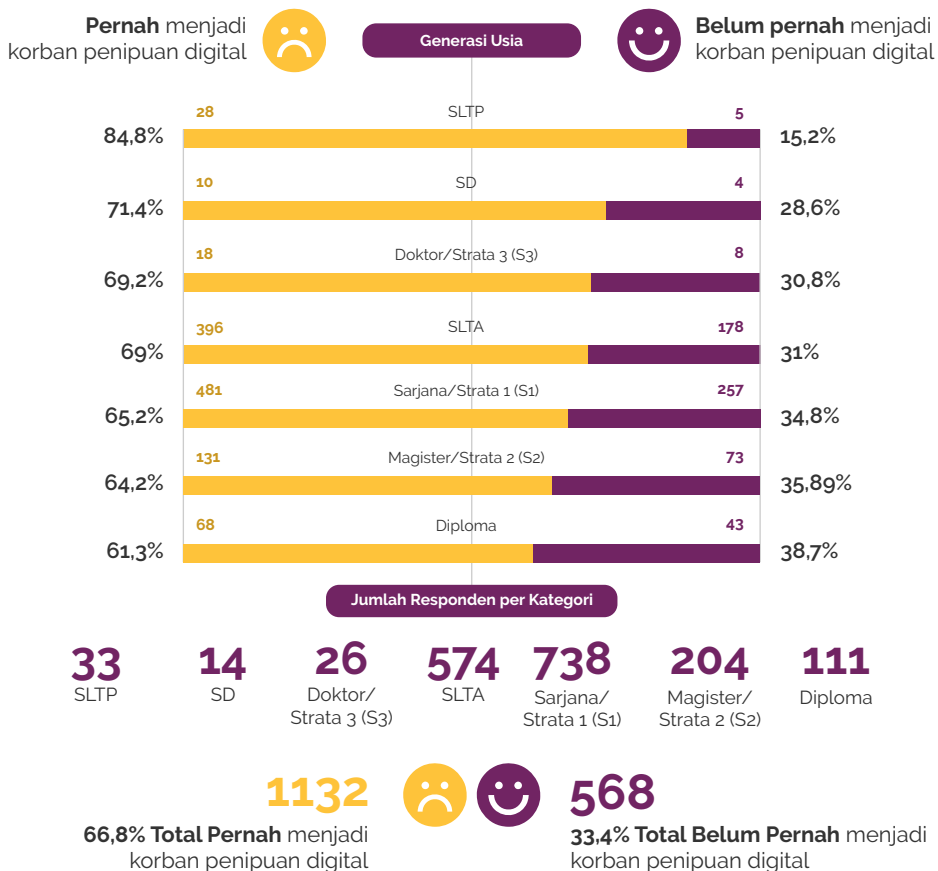 Pernah menjadi
korban penipuan digital
Generasi Usia
Belum pernah menjadi
korban penipuan digital
28 SLTP 5
84,8% 15,2%
10 SD 4
71,4% 28,6%
18 Doktor/Strata 3 (S3) 8
69,2% 30,8%
396 SLTA 178
69% 31%
481 Sarjana/Strata 1 (S1) 257
65,2% 34,8%
131 Magister/Strata 2 (S2) 73
64,2% 35,89%
68 Diploma 43
61,3% 38,7%
Jumlah Responden per Kategori
33
SLTP
14
SD
26
Doktor/
Strata 3 (S3)
574
SLTA
738
Sarjana/
Strata 1 (S1)
204
Magister/
Strata 2 (S2)
111
Diploma
1132
66,8% Total Pernah menjadi
korban penipuan digital
568
33,4% Total Belum Pernah menjadi
korban penipuan digital